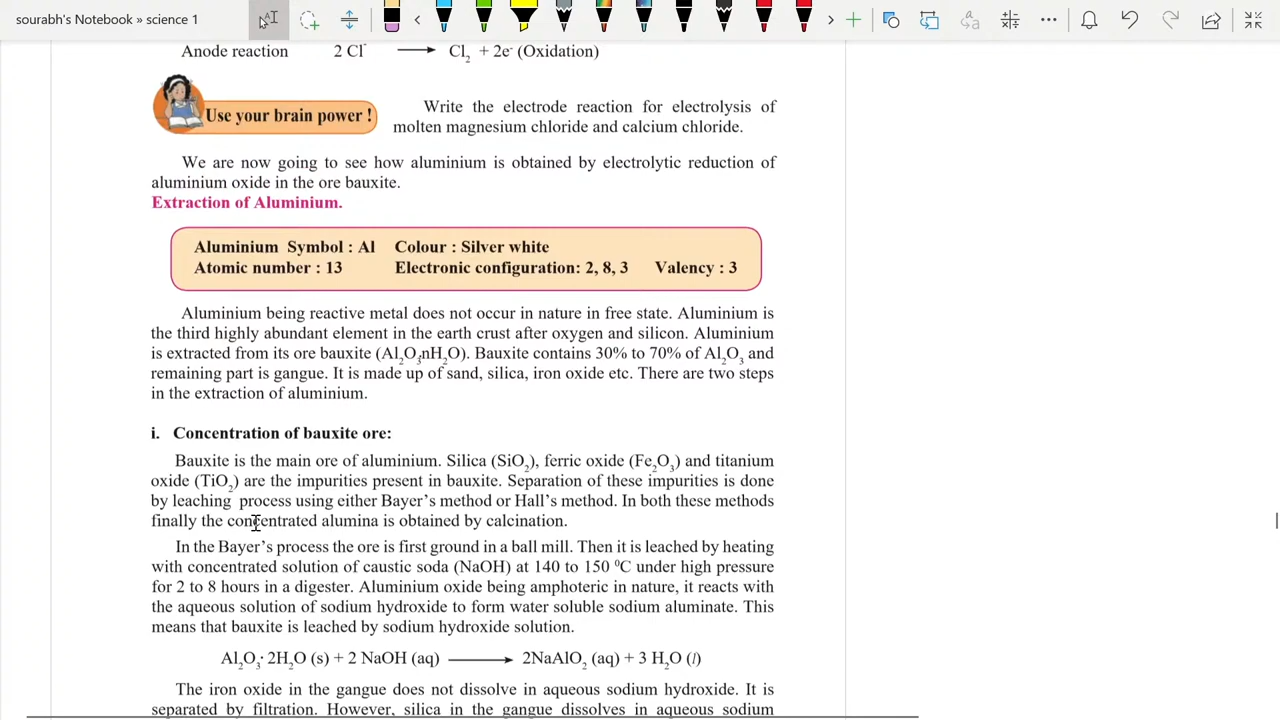 sourabh's Notebook » science 1
Anode reaction 2 Cl⁻ ⟶ Cl₂ + 2e⁻ (Oxidation)
Use your brain power !
Write the electrode reaction for electrolysis of
molten magnesium chloride and calcium chloride.
We are now going to see how aluminium is obtained by electrolytic reduction of
aluminium oxide in the ore bauxite.
Extraction of Aluminium.
Aluminium Symbol : Al Colour : Silver white
Atomic number : 13 Electronic configuration: 2, 8, 3 Valency : 3
Aluminium being reactive metal does not occur in nature in free state. Aluminium is
the third highly abundant element in the earth crust after oxygen and silicon. Aluminium
is extracted from its ore bauxite (Al₂O₃nH₂O). Bauxite contains 30% to 70% of Al₂O₃ and
remaining part is gangue. It is made up of sand, silica, iron oxide etc. There are two steps
in the extraction of aluminium.
i. Concentration of bauxite ore:
Bauxite is the main ore of aluminium. Silica (SiO₂), ferric oxide (Fe₂O₃) and titanium
oxide (TiO₂) are the impurities present in bauxite. Separation of these impurities is done
by leaching process using either Bayer's method or Hall's method. In both these methods
finally the concentrated alumina is obtained by calcination.
In the Bayer's process the ore is first ground in a ball mill. Then it is leached by heating
with concentrated solution of caustic soda (NaOH) at 140 to 150 ⁰C under high pressure
for 2 to 8 hours in a digester. Aluminium oxide being amphoteric in nature, it reacts with
the aqueous solution of sodium hydroxide to form water soluble sodium aluminate. This
means that bauxite is leached by sodium hydroxide solution.
Al₂O₃· 2H₂O (s) + 2 NaOH (aq) ⟶ 2NaAlO₂ (aq) + 3 H₂O (l)
The iron oxide in the gangue does not dissolve in aqueous sodium hydroxide. It is
separated by filtration. However, silica in the gangue dissolves in aqueous sodium